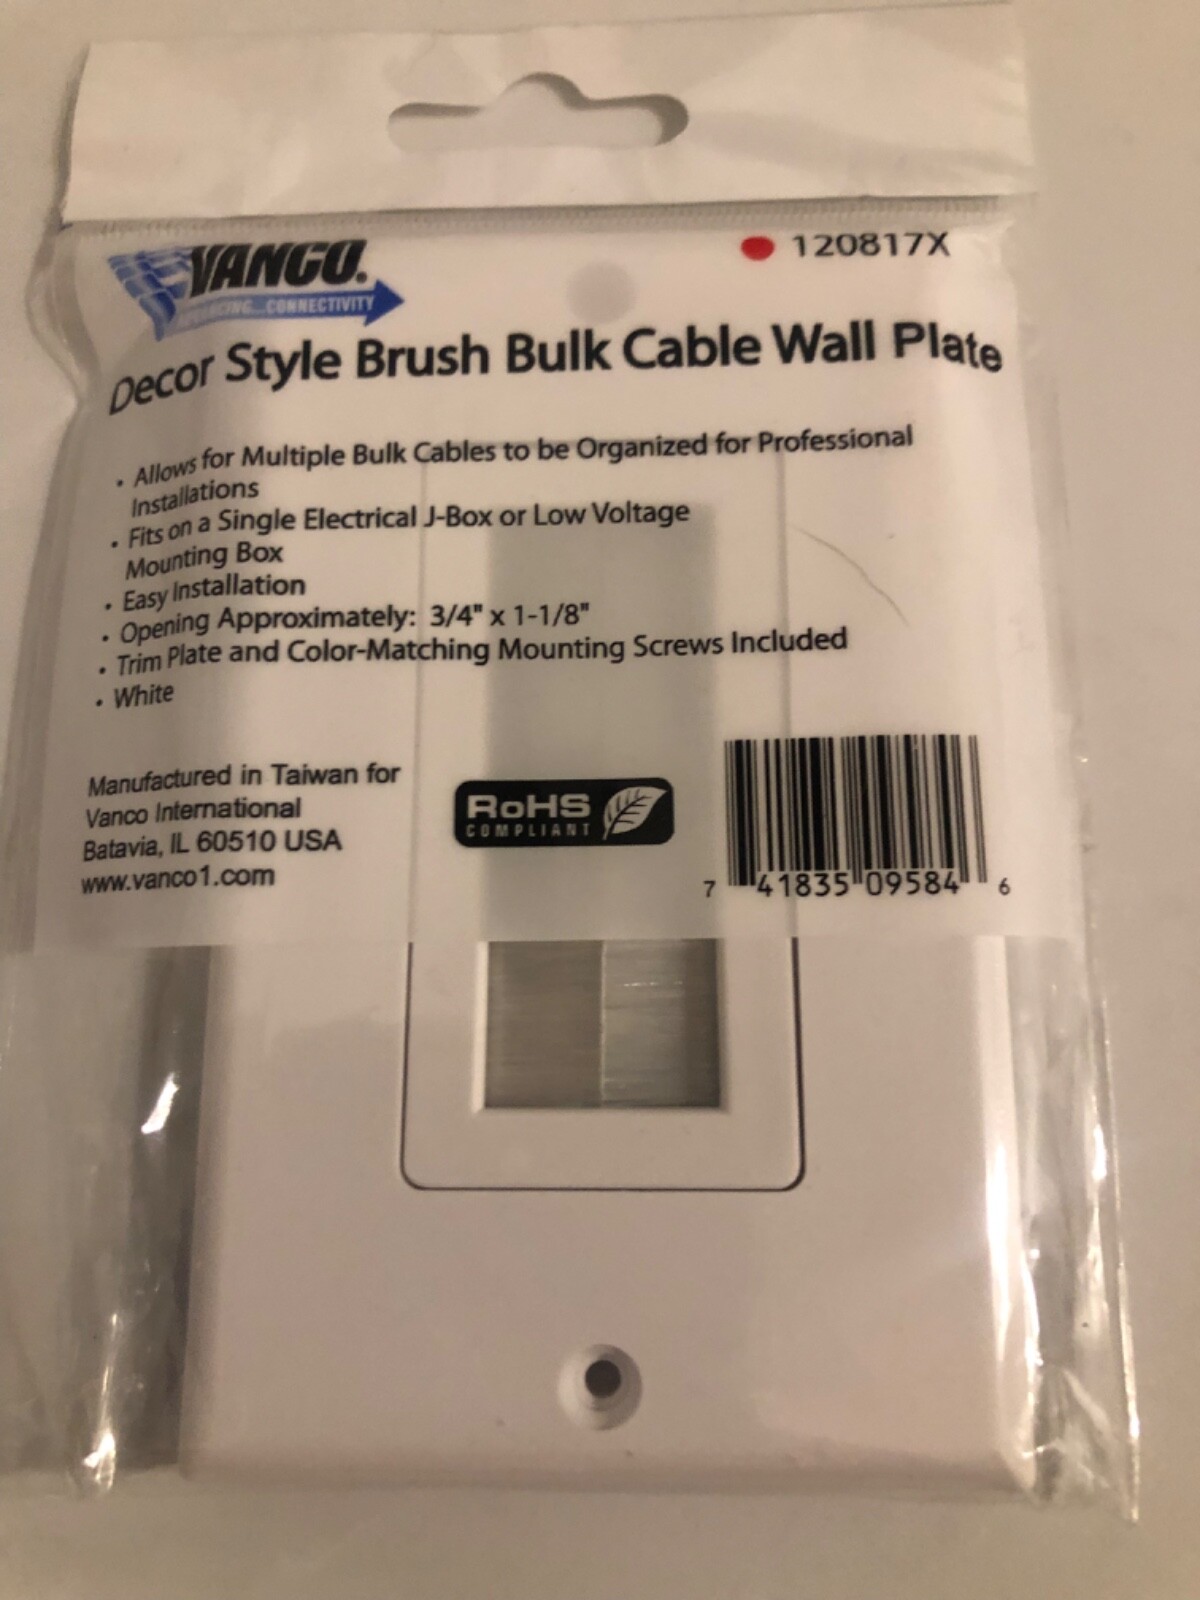 VANCO.
...CONNECTIVITY
120817X
Decor Style Brush Bulk Cable Wall Plate
• Allows for Multiple Bulk Cables to be Organized for Professional
Installations
• Fits on a Single Electrical J-Box or Low Voltage
Mounting Box
• Easy Installation
• Opening Approximately: 3/4" x 1-1/8"
• Trim Plate and Color-Matching Mounting Screws Included
• White
Manufactured in Taiwan for
Vanco International
Batavia, IL 60510 USA
www.vanco1.com
RoHS
COMPLIANT
7 41835 09584 6